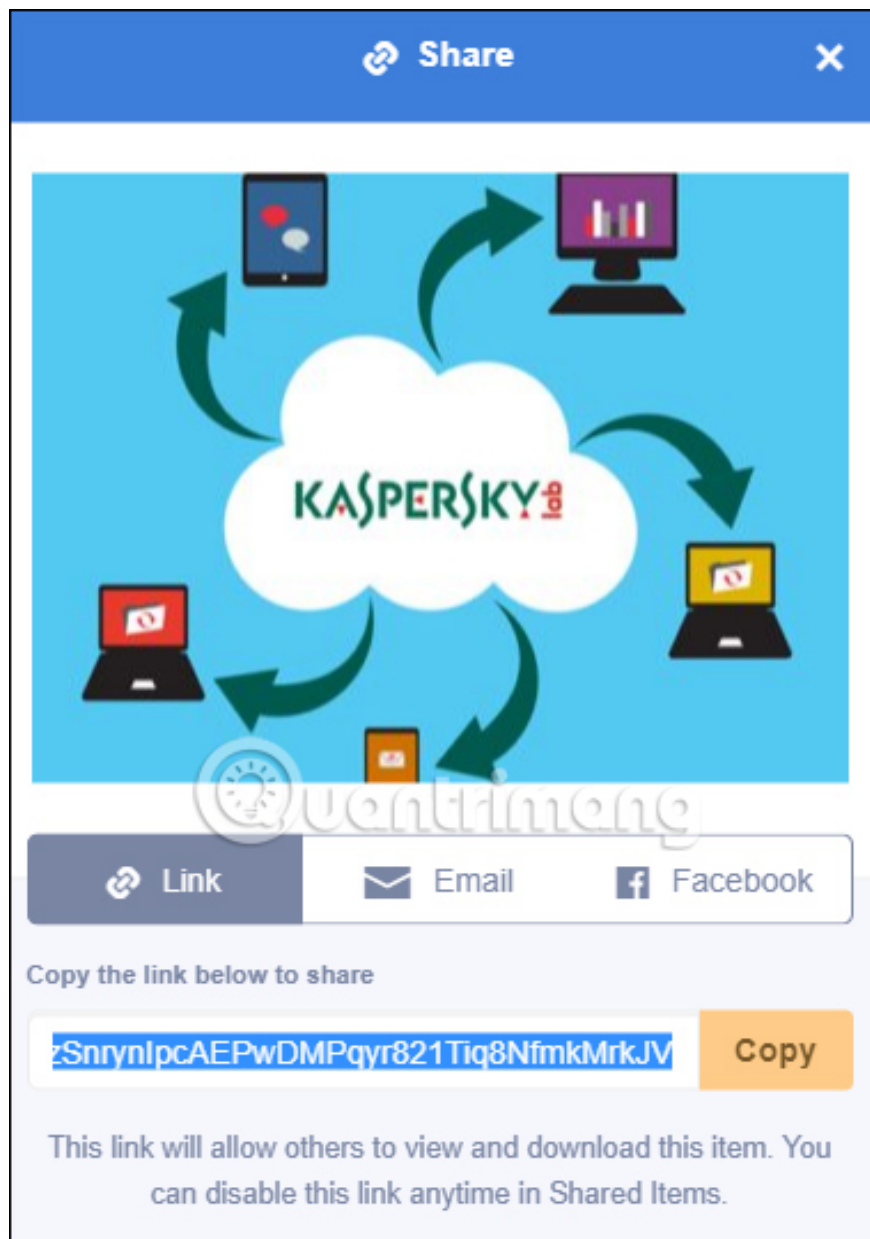 Share
KASPERSKY lab
Quantrimang
Link
Email
Facebook
Copy the link below to share
zSnrynIpcAEPwDMPqyr821Tiq8NfmkMrkJV
Copy
This link will allow others to view and download this item. You
can disable this link anytime in Shared Items.